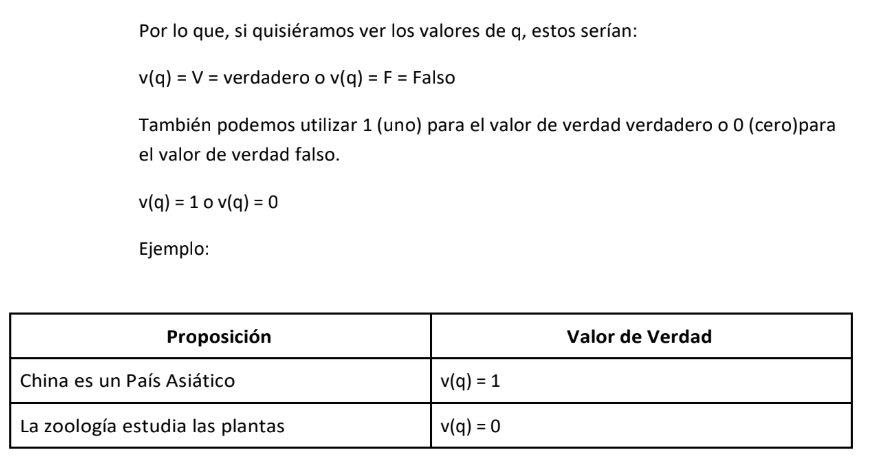 Por lo que, si quisiéramos ver los valores de q, estos serían:
v(q) = V = verdadero o v(q) = F = Falso
También podemos utilizar 1 (uno) para el valor de verdad verdadero o 0 (cero)para
el valor de verdad falso.
v(q) = 1 o v(q) = 0
Ejemplo:
Proposición Valor de Verdad
China es un País Asiático v(q) = 1
La zoología estudia las plantas v(q) = 0